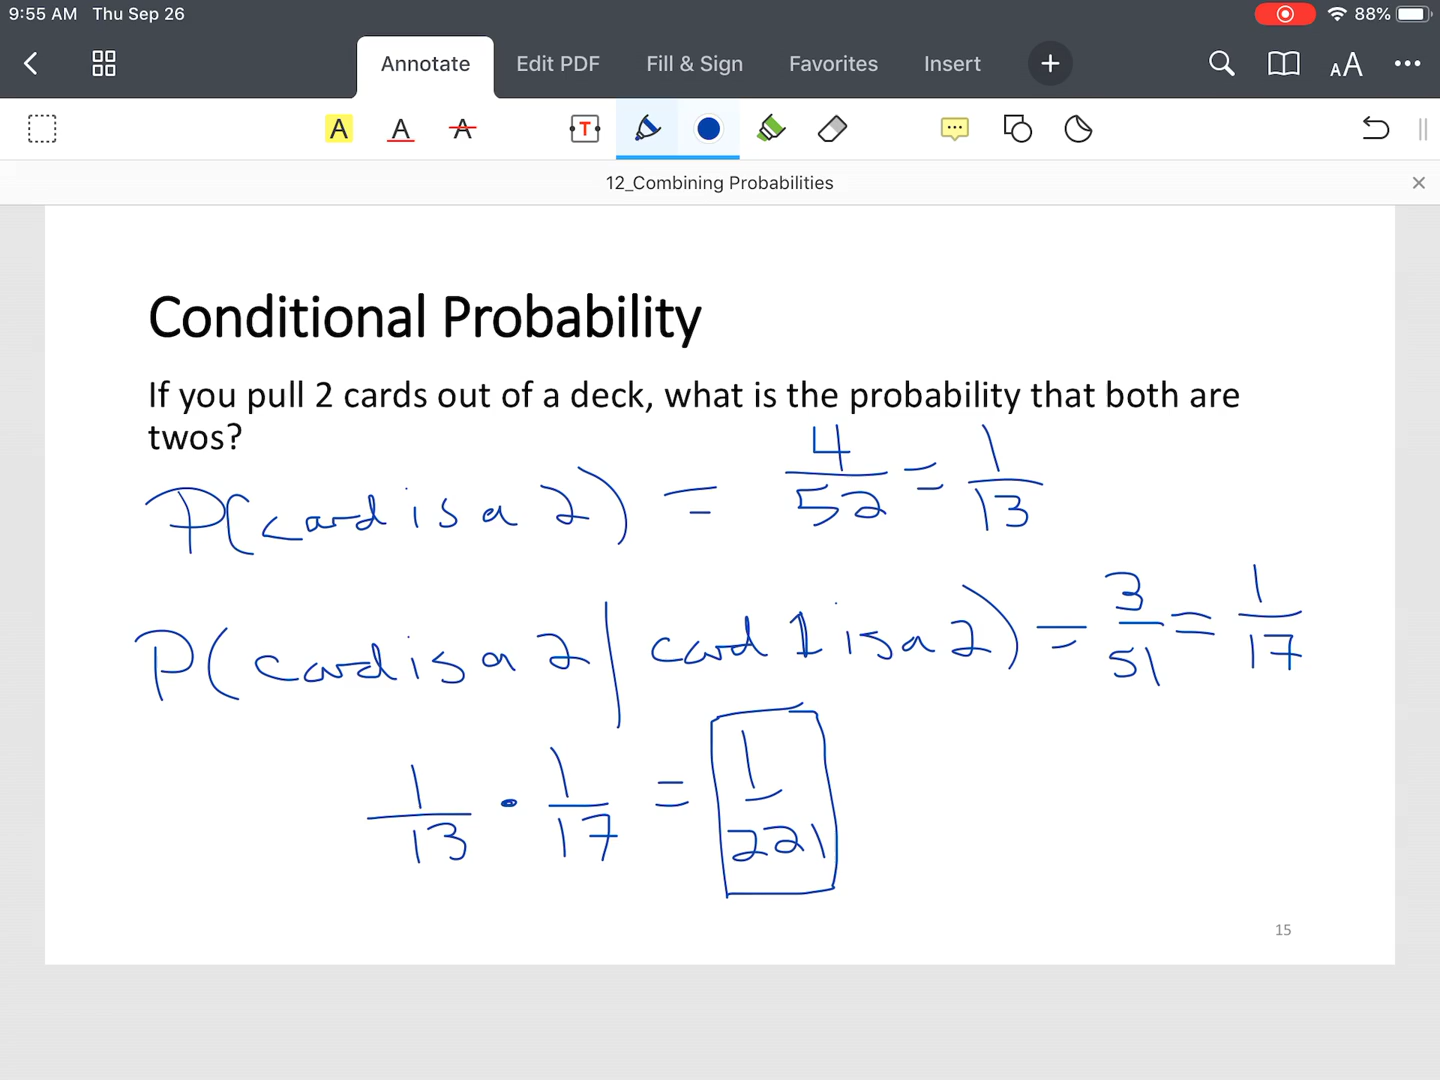 9:55 AM Thu Sep 26 88%
Annotate Edit PDF Fill & Sign Favorites Insert + AA
A A A T
12_Combining Probabilities
Conditional Probability
If you pull 2 cards out of a deck, what is the probability that both are
twos?
P(card is a 2) = 4/52 = 1/13
P(card is a 2 | card 1 is a 2) = 3/51 = 1/17
1/13 · 1/17 = 1/221
15